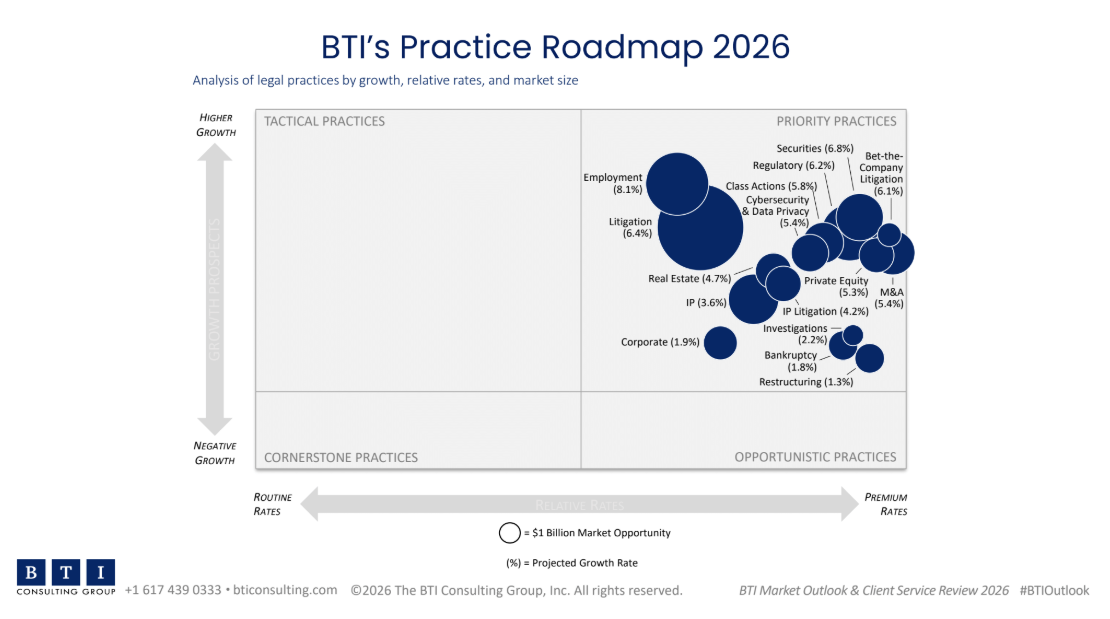 BTI's Practice Roadmap 2026
Analysis of legal practices by growth, relative rates, and market size
HIGHER
GROWTH
GROWTH PROSPECTS
NEGATIVE
GROWTH
TACTICAL PRACTICES
PRIORITY PRACTICES
Securities (6.8%)
Bet-the-
Company
Litigation
(6.1%)
Regulatory (6.2%)
Employment
(8.1%)
Class Actions (5.8%)
Cybersecurity
& Data Privacy
(5.4%)
Litigation
(6.4%)
Real Estate (4.7%)
Private Equity
(5.3%)
M&A
(5.4%)
IP (3.6%)
IP Litigation (4.2%)
Investigations
(2.2%)
Corporate (1.9%)
Bankruptcy
(1.8%)
Restructuring (1.3%)
CORNERSTONE PRACTICES
OPPORTUNISTIC PRACTICES
ROUTINE
RATES
RELATIVE RATES
PREMIUM
RATES
= $1 Billion Market Opportunity
(%) = Projected Growth Rate
B T I
CONSULTING GROUP
+1 617 439 0333 • bticonsulting.com
©2026 The BTI Consulting Group, Inc. All rights reserved.
BTI Market Outlook & Client Service Review 2026
#BTIOutlook